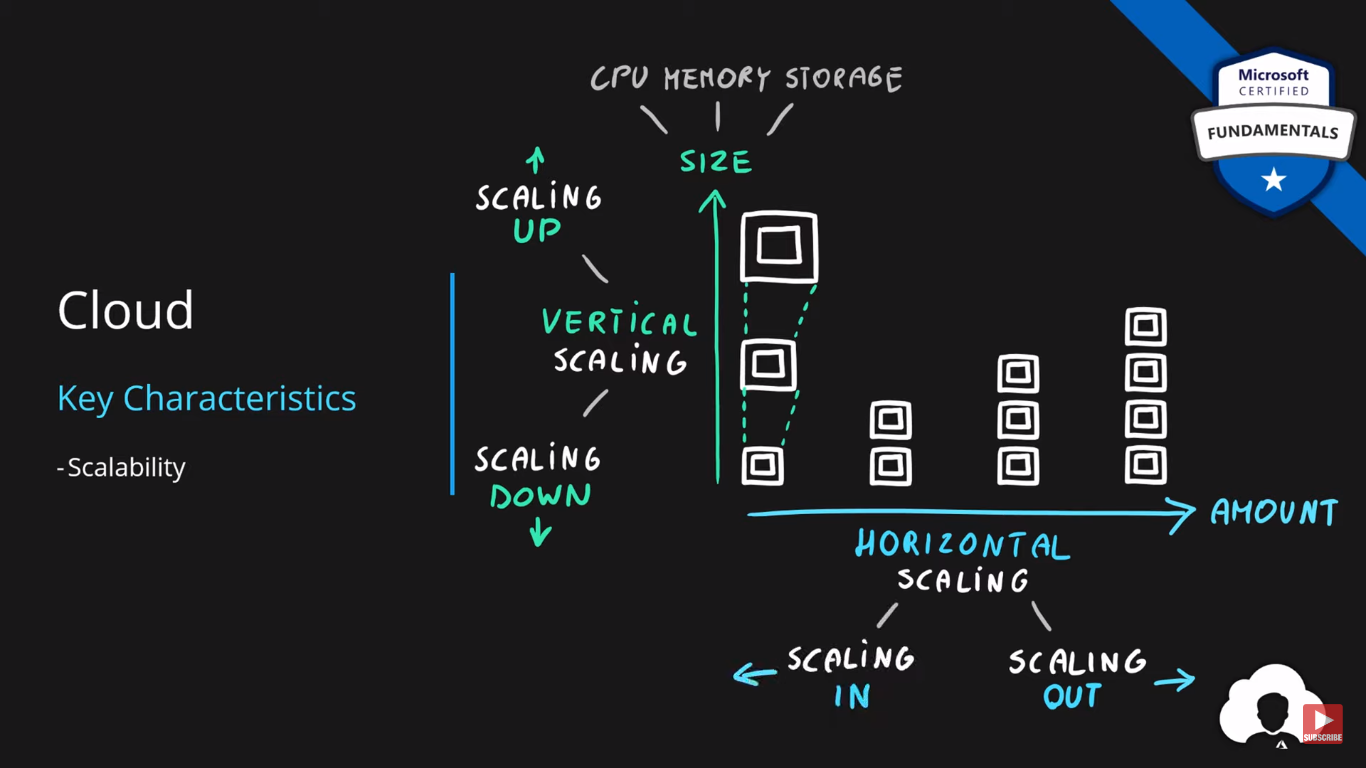 Cloud
Key Characteristics
- Scalability
CPU MEMORY STORAGE
SIZE
SCALiNG
UP
VERTiCAL
SCALiNG
SCALiNG
DOWN
AMOUNT
HORIZONTAL
SCALiNG
SCALiNG
IN
SCALING
OUT
Microsoft
CERTIFIED
FUNDAMENTALS
SUBSCRIBE